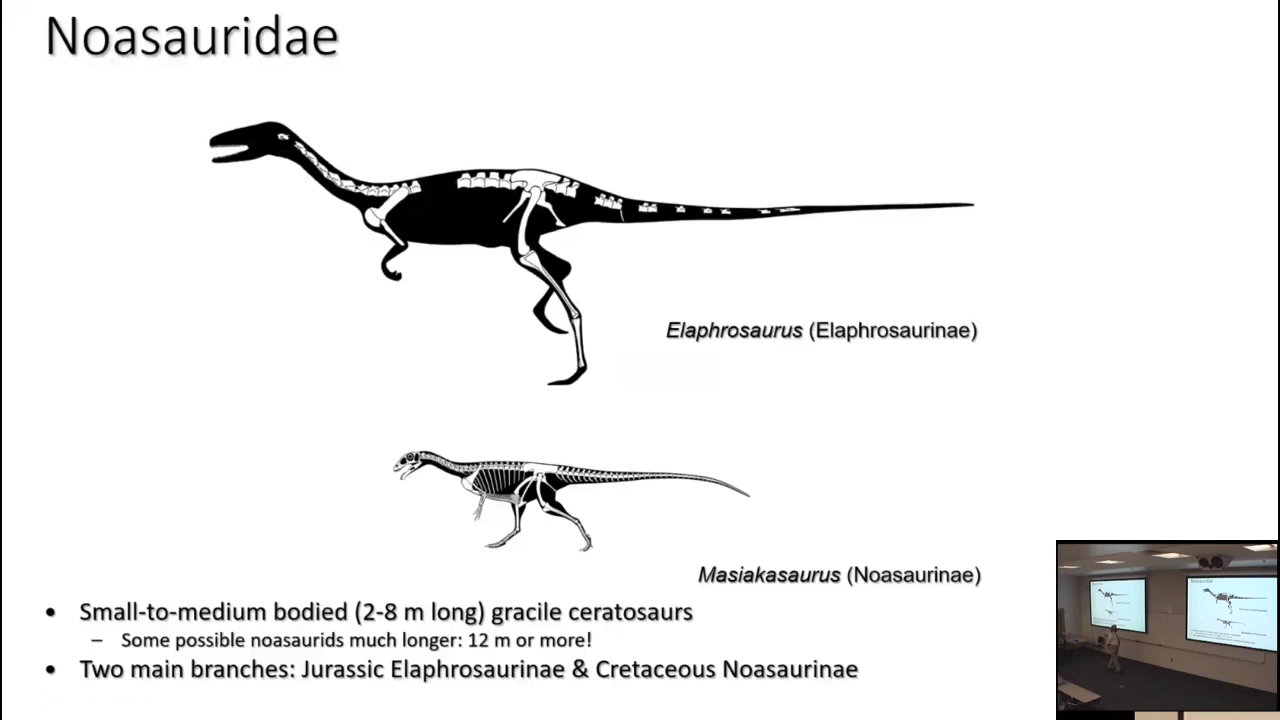 Noasauridae
Elaphrosaurus (Elaphrosaurinae)
Masiakasaurus (Noasaurinae)
• Small-to-medium bodied (2-8 m long) gracile ceratosaurs
– Some possible noasaurids much longer: 12 m or more!
• Two main branches: Jurassic Elaphrosaurinae & Cretaceous Noasaurinae